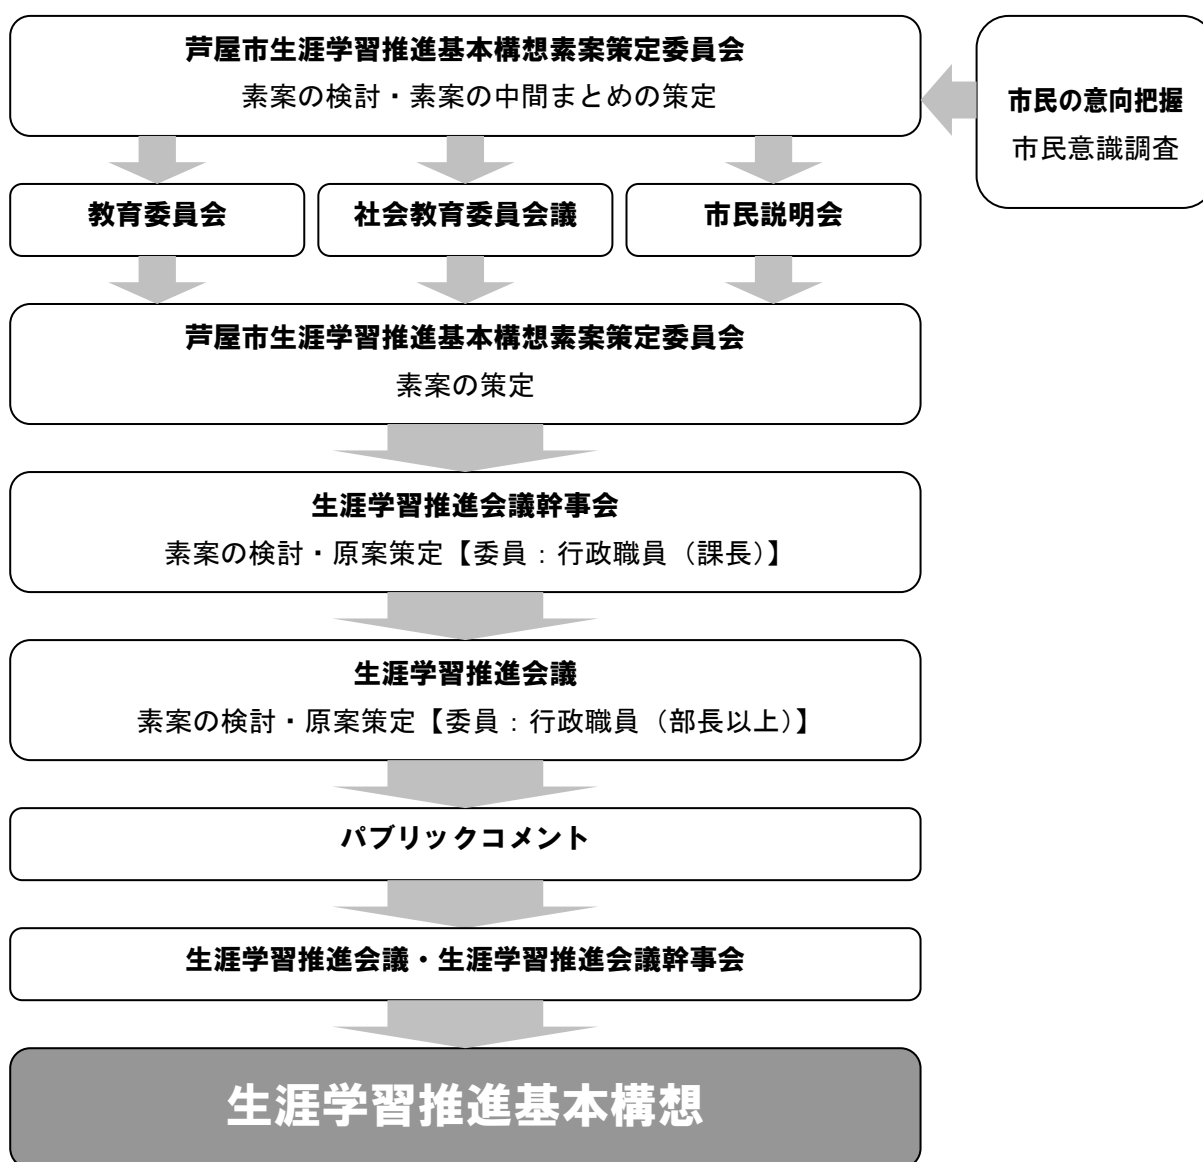 芦屋市生涯学習推進基本構想素案策定委員会
素案の検討・素案の中間まとめの策定
市民の意向把握
市民意識調査
教育委員会
社会教育委員会議
市民説明会
芦屋市生涯学習推進基本構想素案策定委員会
素案の策定
生涯学習推進会議幹事会
素案の検討・原案策定【委員：行政職員（課長）】
生涯学習推進会議
素案の検討・原案策定【委員：行政職員（部長以上）】
パブリックコメント
生涯学習推進会議・生涯学習推進会議幹事会
生涯学習推進基本構想